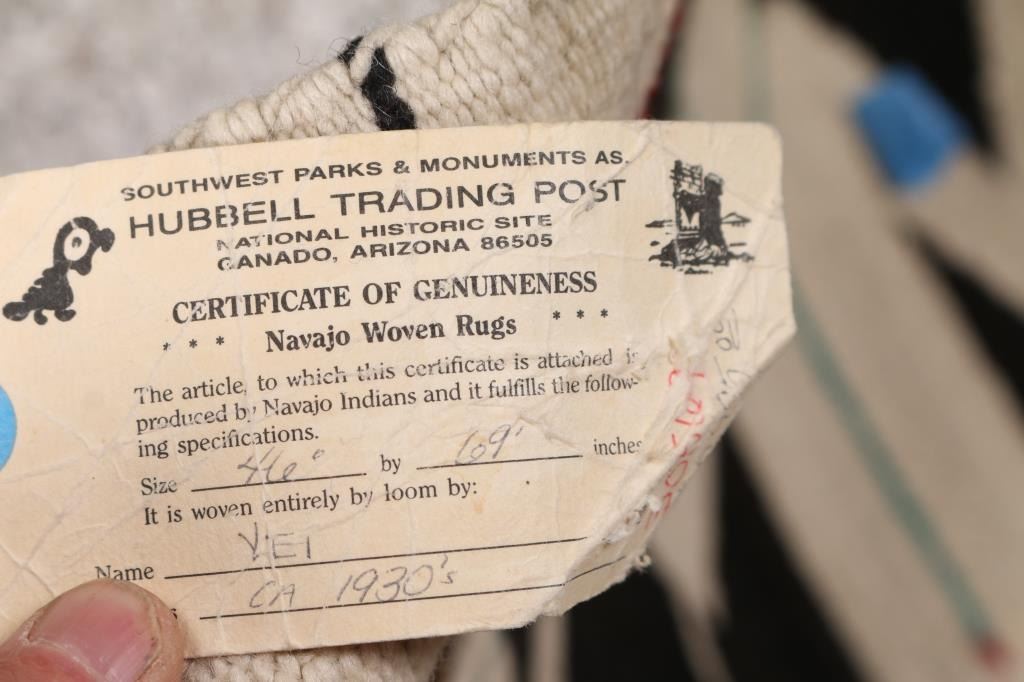 SOUTHWEST PARKS & MONUMENTS AS.
HUBBELL TRADING POST
NATIONAL HISTORIC SITE
GANADO, ARIZONA 86505
CERTIFICATE OF GENUINENESS
* * * Navajo Woven Rugs * * *
The article, to which this certificate is attached is
produced by Navajo Indians and it fulfills the follow-
ing specifications.
Size 46" by 69" inches
It is woven entirely by loom by:
Name
CA 1930's